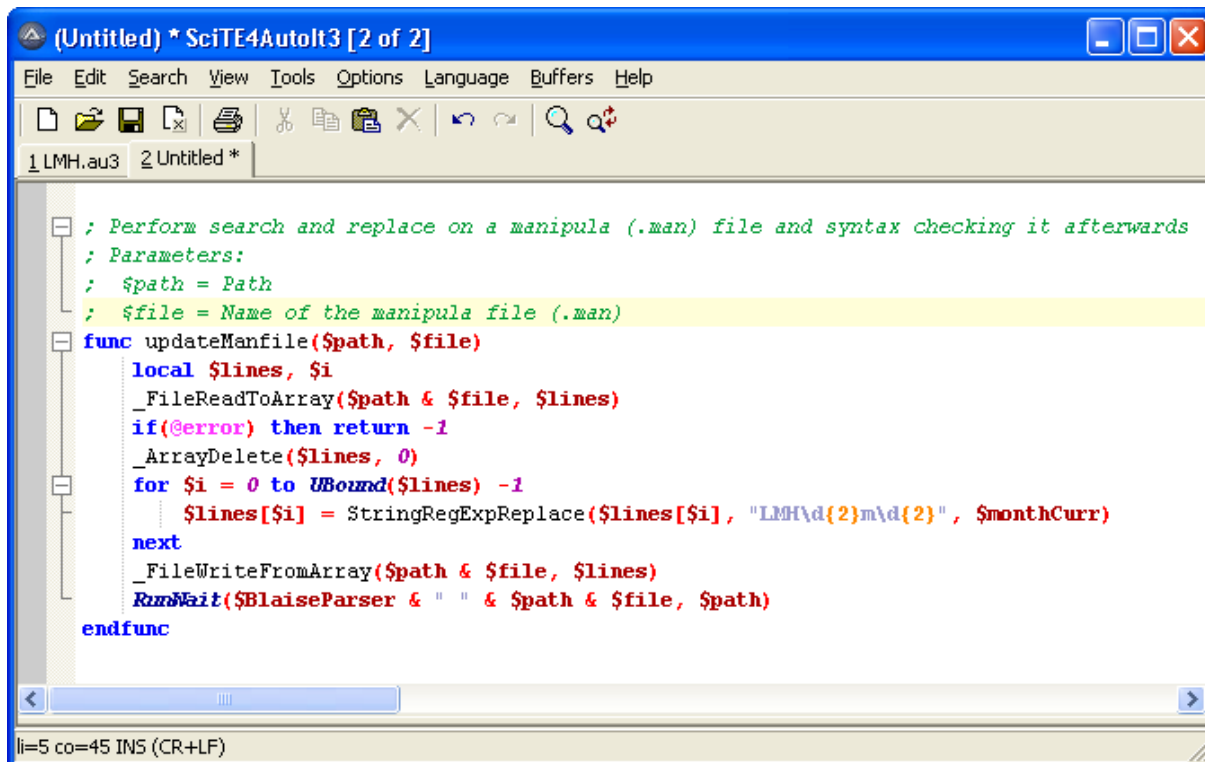 (Untitled) * SciTE4AutoIt3 [2 of 2]
File Edit Search View Tools Options Language Buffers Help
1 LMH.au3 2 Untitled *
; Perform search and replace on a manipula (.man) file and syntax checking it afterwards
; Parameters:
;  $path = Path
;  $file = Name of the manipula file (.man)
func updateManfile($path, $file)
    local $lines, $i
    _FileReadToArray($path & $file, $lines)
    if(@error) then return -1
    _ArrayDelete($lines, 0)
    for $i = 0 to UBound($lines) -1
        $lines[$i] = StringRegExpReplace($lines[$i], "LMH\d{2}m\d{2}", $monthCurr)
    next
    _FileWriteFromArray($path & $file, $lines)
    RunWait($BlaiseParser & " " & $path & $file, $path)
endfunc
li=5 co=45 INS (CR+LF)